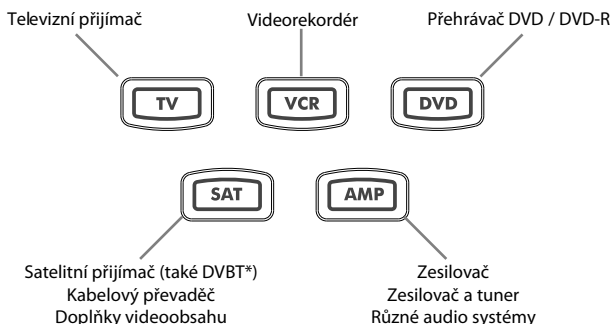 Televizní přijímač
Videorekordér
Přehrávač DVD / DVD-R
TV
VCR
DVD
SAT
AMP
Satelitní přijímač (také DVBT*)
Kabelový převaděč
Doplňky videoobsahu
Zesilovač
Zesilovač a tuner
Různé audio systémy